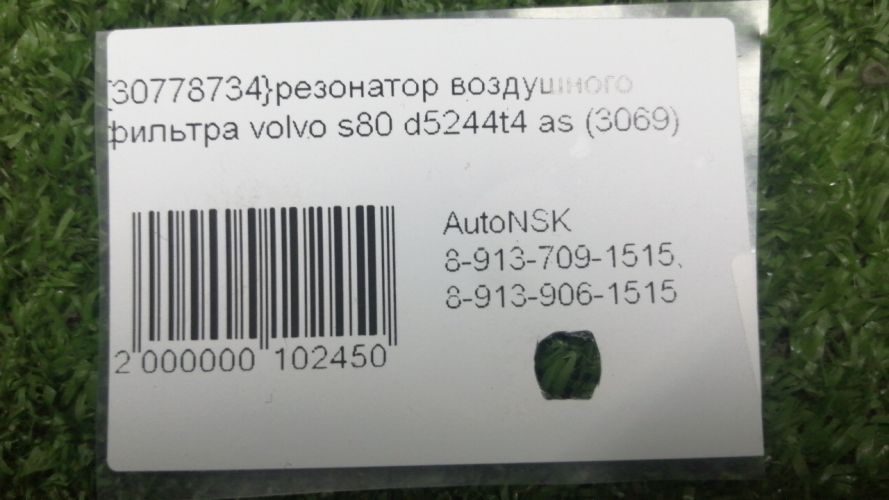 {30778734}резонатор воздушного
фильтра volvo s80 d5244t4 as (3069)
AutoNSK
8-913-709-1515,
8-913-906-1515
2 000000 102450